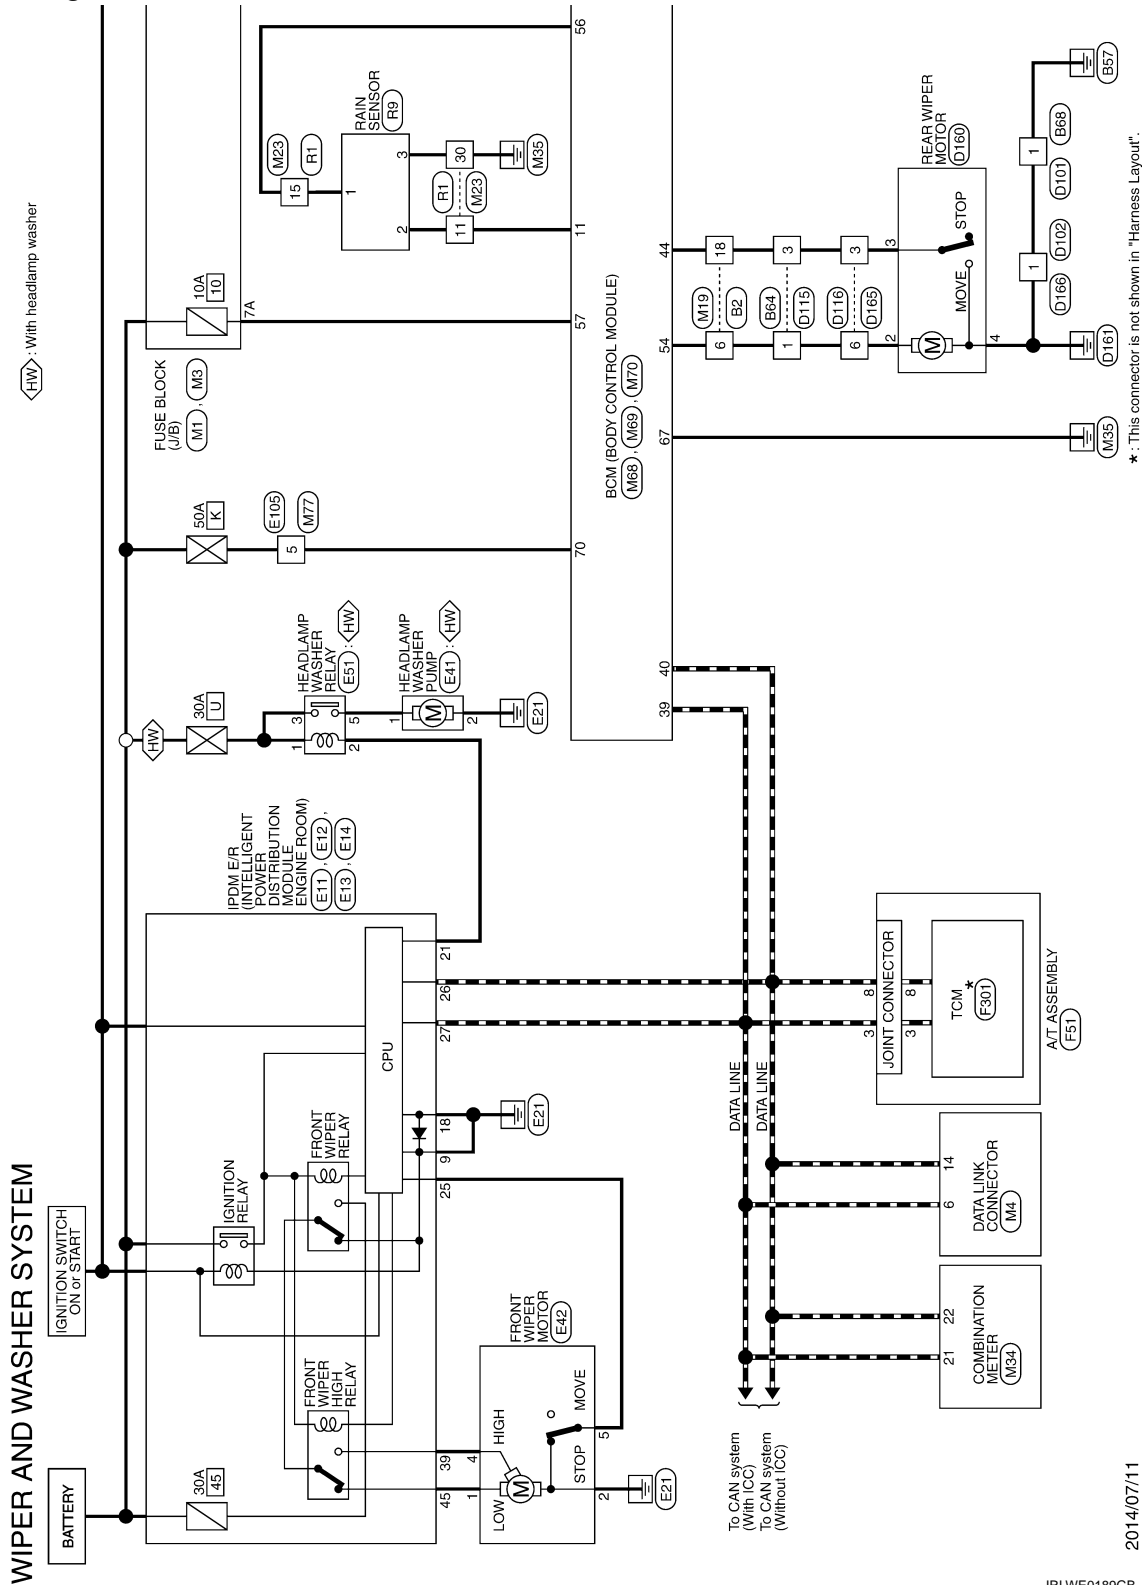 WIPER AND WASHER SYSTEM
BATTERY
IGNITION SWITCH
ON or START
HW : With headlamp washer
30A
45
FRONT
WIPER
HIGH
RELAY
IGNITION
RELAY
FRONT
WIPER
RELAY
CPU
IPDM E/R
(INTELLIGENT
POWER
DISTRIBUTION
MODULE
ENGINE ROOM)
E11 , E12 ,
E13 , E14
45
39
25
9
18
27
26
21
E21
1
4
LOW
HIGH
M
STOP
MOVE
2
5
FRONT
WIPER
MOTOR
E42
E21
HW
30A
U
1
3
2
5
HEADLAMP
WASHER
RELAY
E51 : HW
1
M
2
HEADLAMP
WASHER
PUMP
E41 : HW
E21
50A
K
5
E105
M77
FUSE BLOCK
(J/B)
M1 , M3
10A
10
7A
15
M23
R1
1
2
3
RAIN
SENSOR
R9
11
30
R1
M23
M35
70
57
11
56
BCM (BODY CONTROL MODULE)
M68 , M69 , M70
39
40
67
54
44
6
18
M19
B2
1
3
B64
D115
6
3
D116
D165
2
3
M
MOVE
STOP
4
REAR WIPER
MOTOR
D160
M35
D161
1
D166
D102
1
D101
B68
B57
DATA LINE
DATA LINE
To CAN system
(With ICC)
To CAN system
(Without ICC)
21
22
COMBINATION
METER
M34
6
14
DATA LINK
CONNECTOR
M4
3
8
JOINT CONNECTOR
3
8
TCM *
F301
A/T ASSEMBLY
F51
* : This connector is not shown in "Harness Layout".
2014/07/11